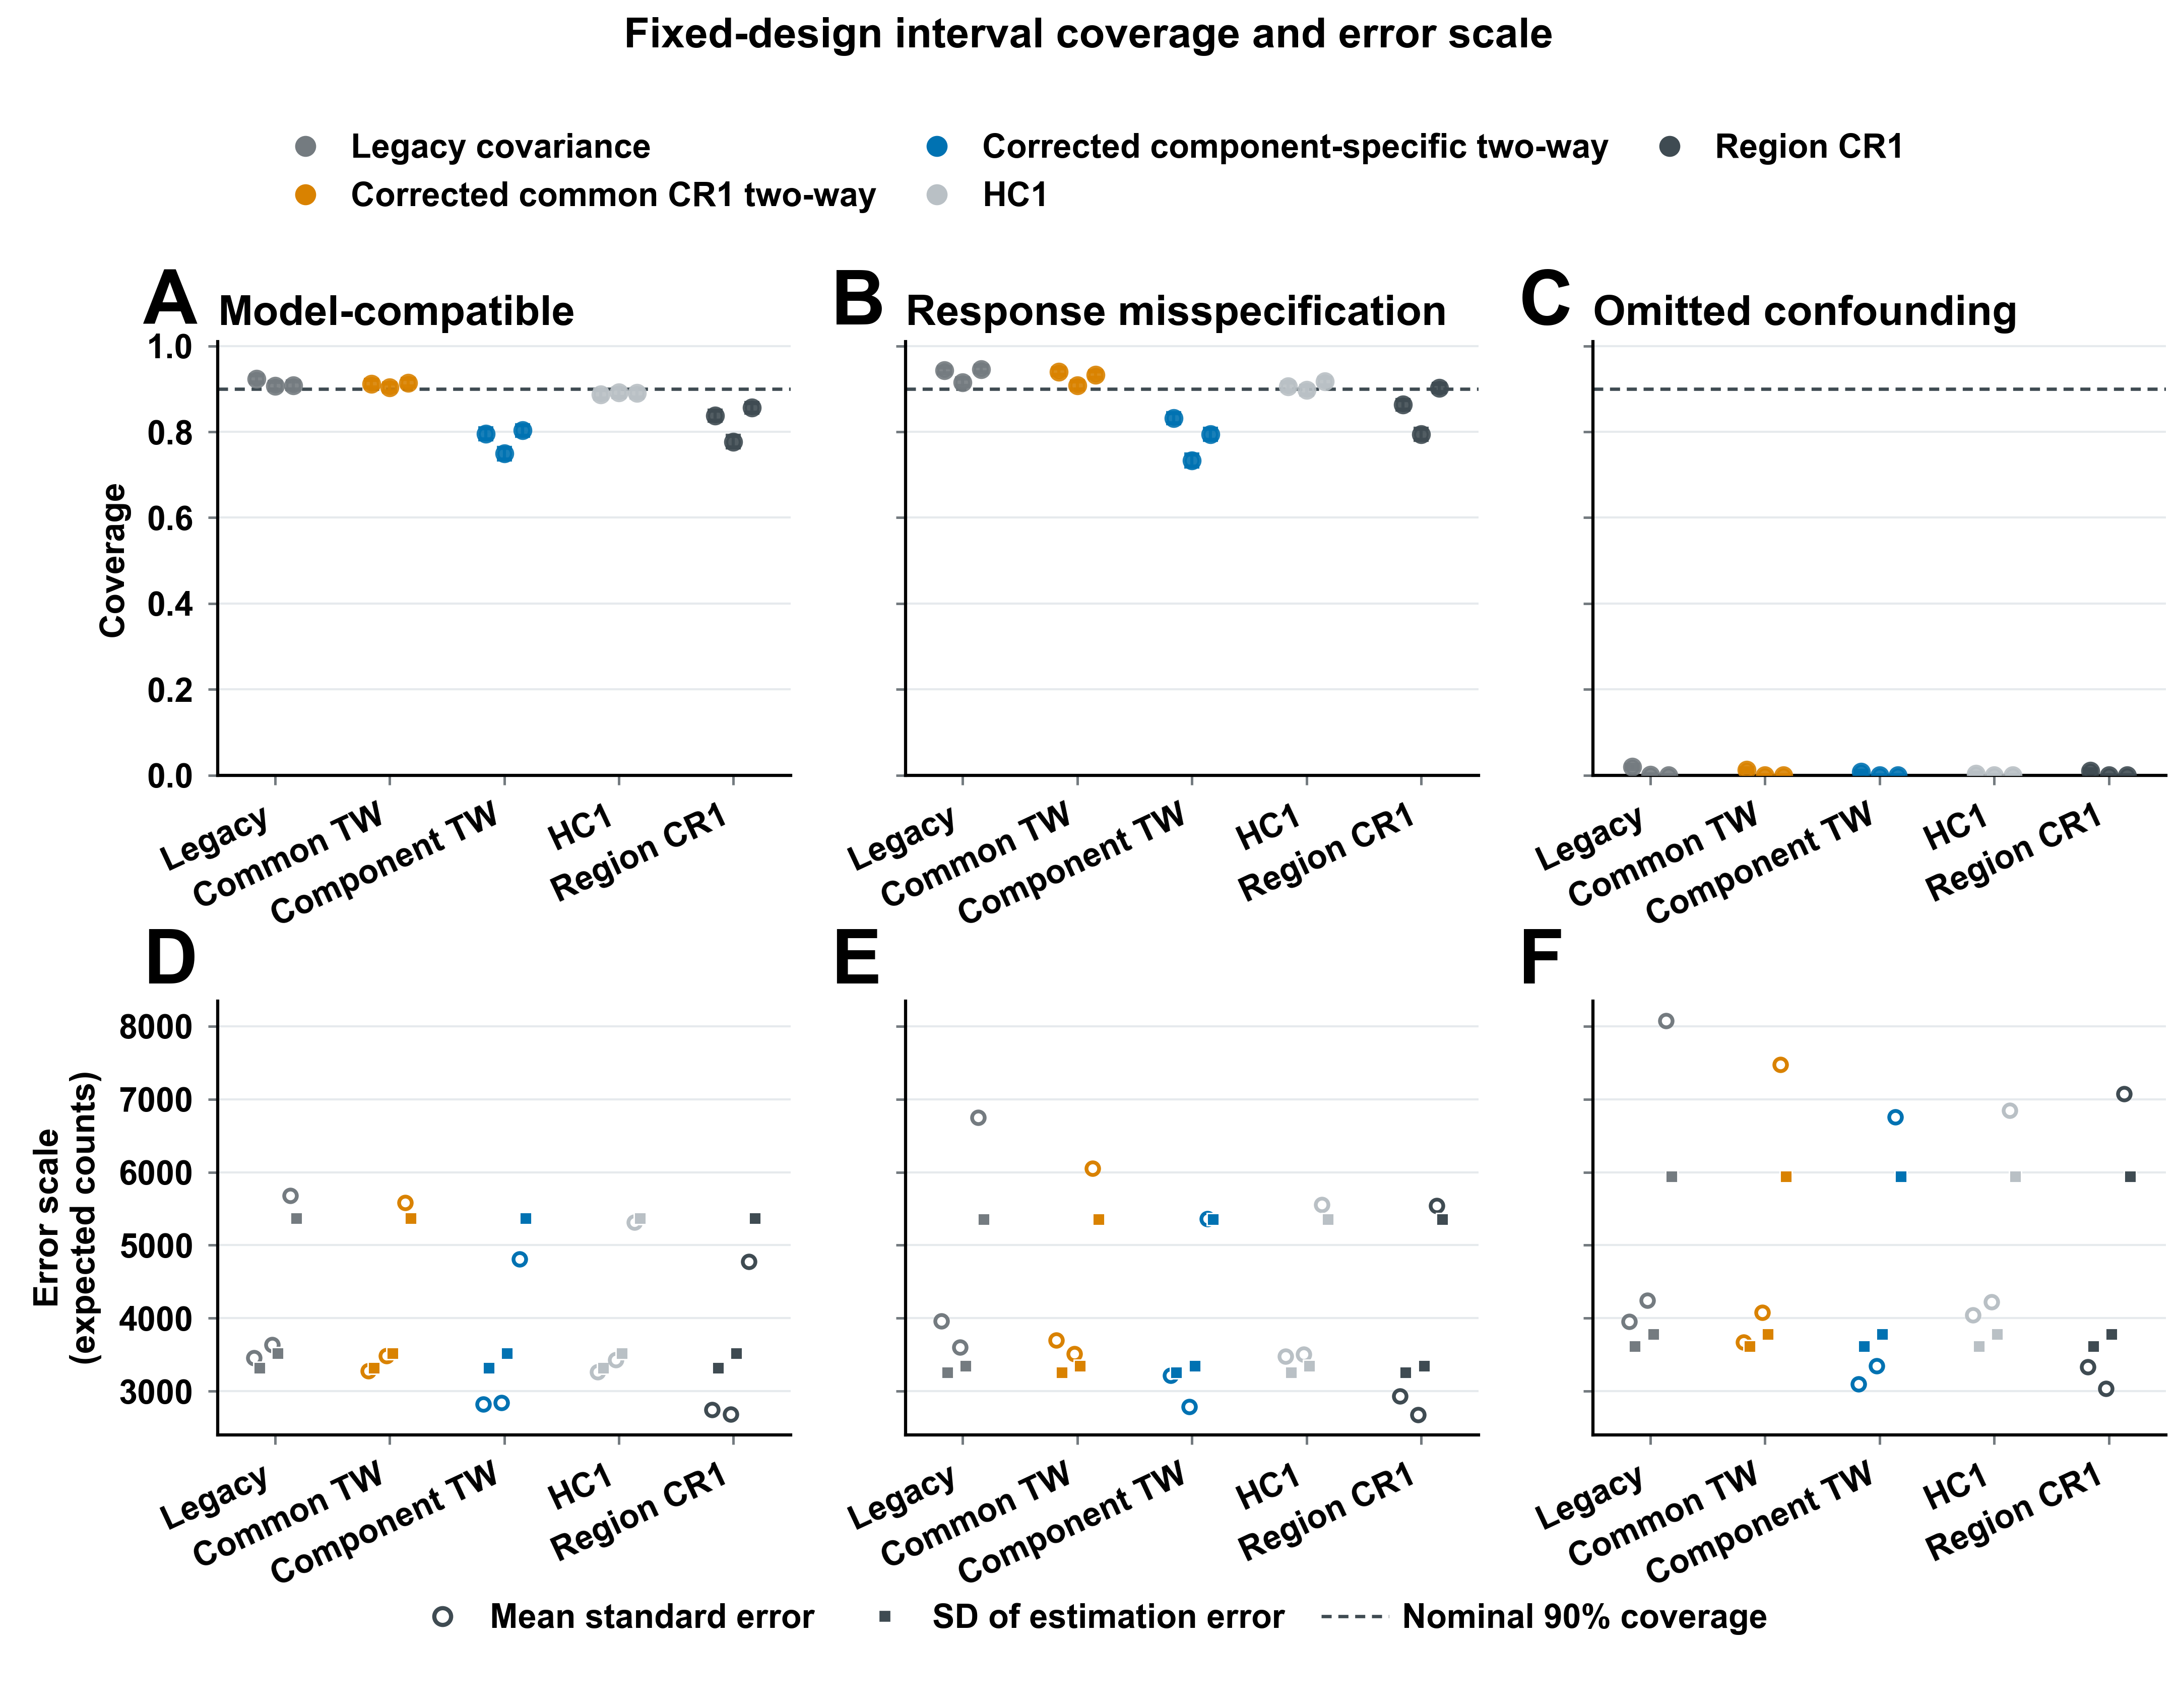 Fixed-design interval coverage and error scale
Legacy covariance
Corrected common CR1 two-way
Corrected component-specific two-way
HC1
Region CR1
A
Model-compatible
B
Response misspecification
C
Omitted confounding
Coverage
1.0
0.8
0.6
0.4
0.2
0.0
Legacy
Common TW
Component TW
HC1
Region CR1
Legacy
Common TW
Component TW
HC1
Region CR1
Legacy
Common TW
Component TW
HC1
Region CR1
D
E
F
Error scale
(expected counts)
8000
7000
6000
5000
4000
3000
Legacy
Common TW
Component TW
HC1
Region CR1
Legacy
Common TW
Component TW
HC1
Region CR1
Legacy
Common TW
Component TW
HC1
Region CR1
Mean standard error
SD of estimation error
Nominal 90% coverage